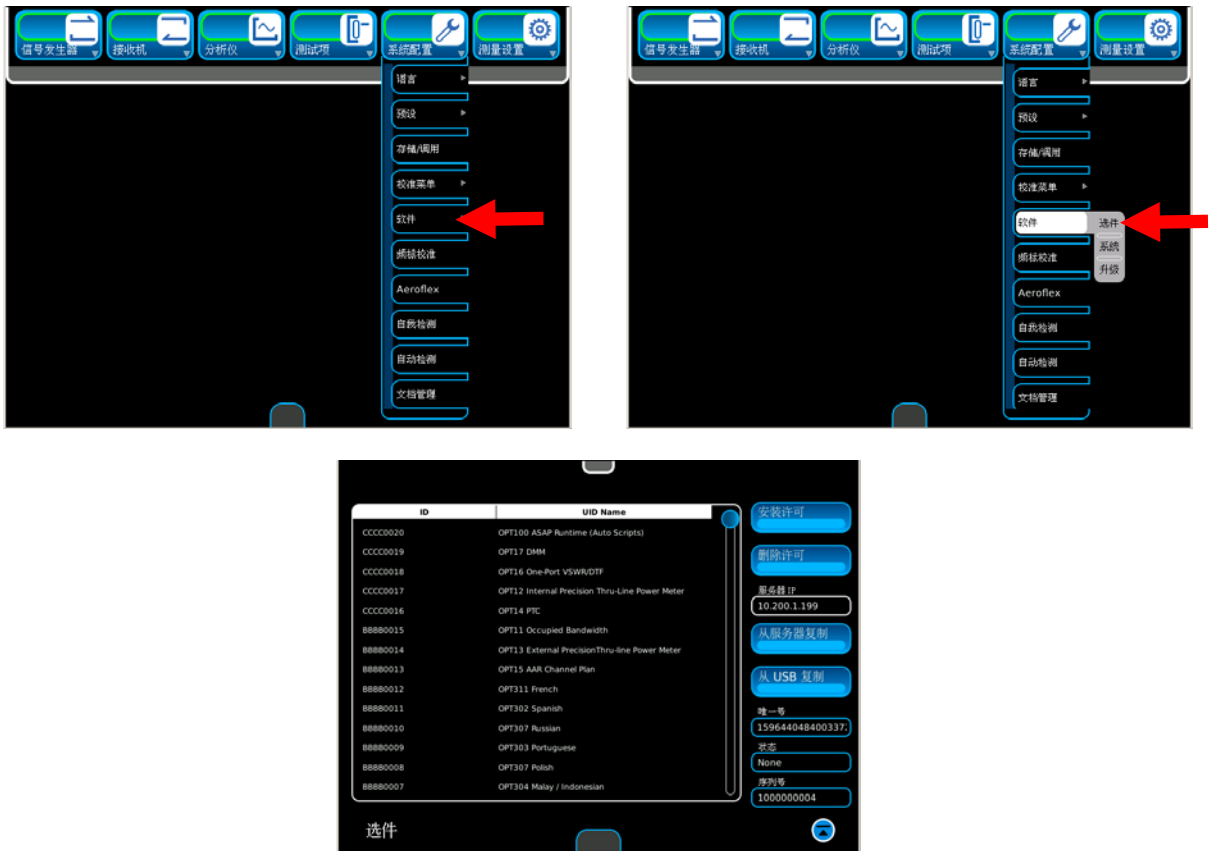 信号发生器 接收机 分析仪 测试项 系统配置 测量设置
语言
预设
存储/调用
校准菜单
软件
频标校准
Aeroflex
自我检测
自动检测
文档管理
信号发生器 接收机 分析仪 测试项 系统配置 测量设置
语言
预设
存储/调用
校准菜单
软件 选件
系统
频标校准
升级
Aeroflex
自我检测
自动检测
文档管理
ID UID Name
CCCC0020 OPT100 ASAP Runtime (Auto Scripts)
CCCC0019 OPT17 DMM
CCCC0018 OPT16 One-Port VSWR/DTF
CCCC0017 OPT12 Internal Precision Thru-Line Power Meter
CCCC0016 OPT14 PTC
BBBB0015 OPT11 Occupied Bandwidth
BBBB0014 OPT13 External PrecisionThru-line Power Meter
BBBB0013 OPT15 AAR Channel Plan
BBBB0012 OPT311 French
BBBB0011 OPT302 Spanish
BBBB0010 OPT307 Russian
BBBB0009 OPT303 Portuguese
BBBB0008 OPT307 Polish
BBBB0007 OPT304 Malay / Indonesian
安装许可
删除许可
服务器 IP
10.200.1.199
从服务器复制
从 USB 复制
唯一号
159644048400337
状态
None
序列号
1000000004
选件